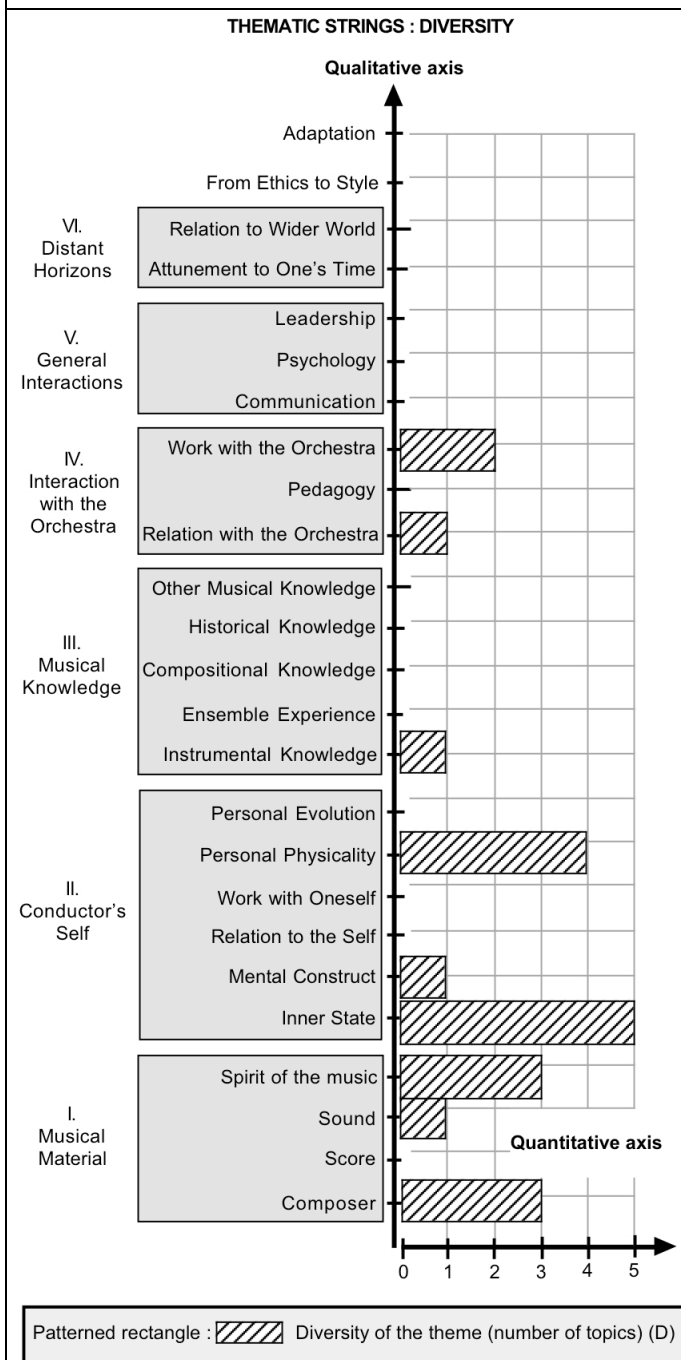 THEMATIC STRINGS : DIVERSITY
Qualitative axis
Adaptation
From Ethics to Style
VI.
Distant
Horizons
Relation to Wider World
Attunement to One's Time
V.
General
Interactions
Leadership
Psychology
Communication
IV.
Interaction
with the
Orchestra
Work with the Orchestra
Pedagogy
Relation with the Orchestra
III.
Musical
Knowledge
Other Musical Knowledge
Historical Knowledge
Compositional Knowledge
Ensemble Experience
Instrumental Knowledge
II.
Conductor's
Self
Personal Evolution
Personal Physicality
Work with Oneself
Relation to the Self
Mental Construct
Inner State
I.
Musical
Material
Spirit of the music
Sound
Score
Composer
Quantitative axis
0 1 2 3 4 5
Patterned rectangle : Diversity of the theme (number of topics) (D)